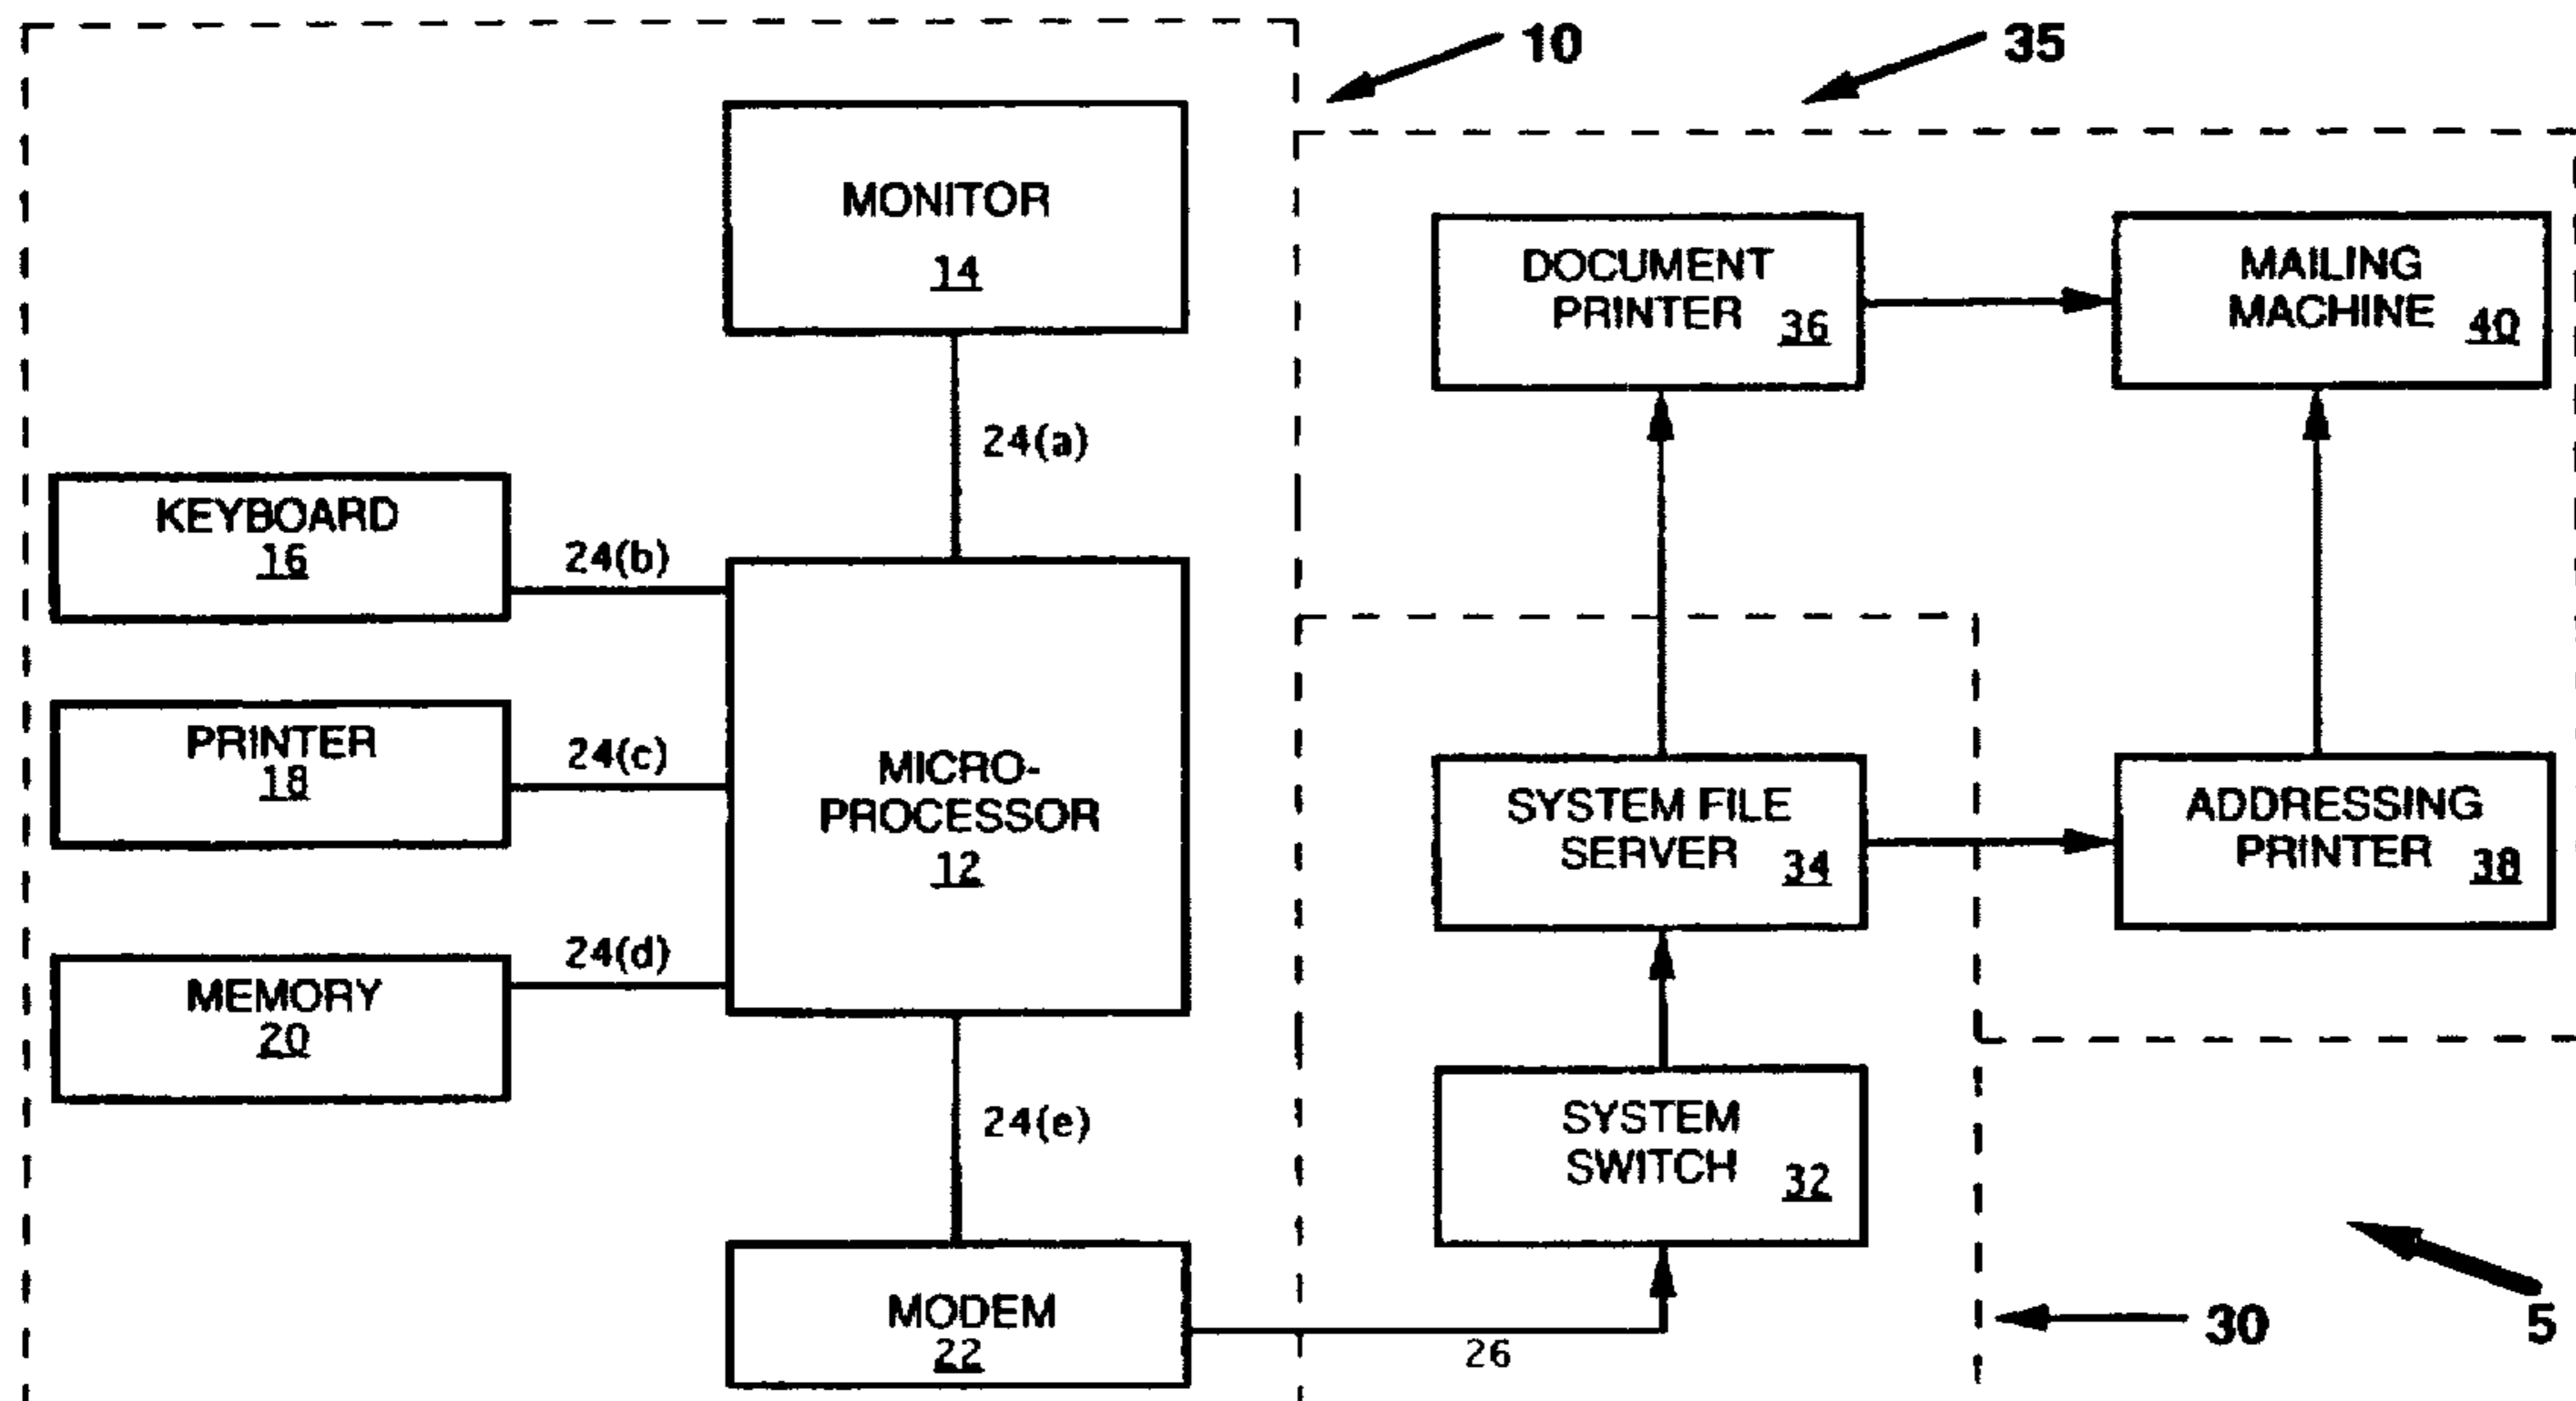 10
35
MONITOR
14
DOCUMENT
PRINTER 36
MAILING
MACHINE 40
24(a)
KEYBOARD
16
24(b)
PRINTER
18
24(c)
MICRO-
PROCESSOR
12
SYSTEM FILE
SERVER 34
ADDRESSING
PRINTER 38
MEMORY
20
24(d)
24(e)
SYSTEM
SWITCH 32
MODEM
22
26
30
5